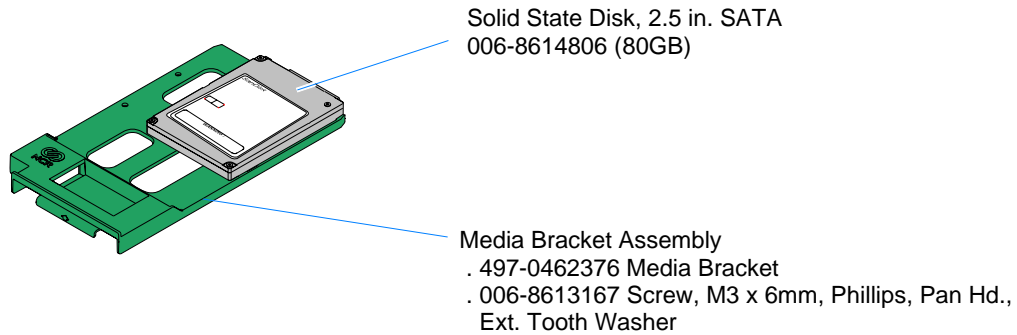 Solid State Disk, 2.5 in. SATA
006-8614806 (80GB)
NCR
Media Bracket Assembly
. 497-0462376 Media Bracket
. 006-8613167 Screw, M3 x 6mm, Phillips, Pan Hd.,
Ext. Tooth Washer